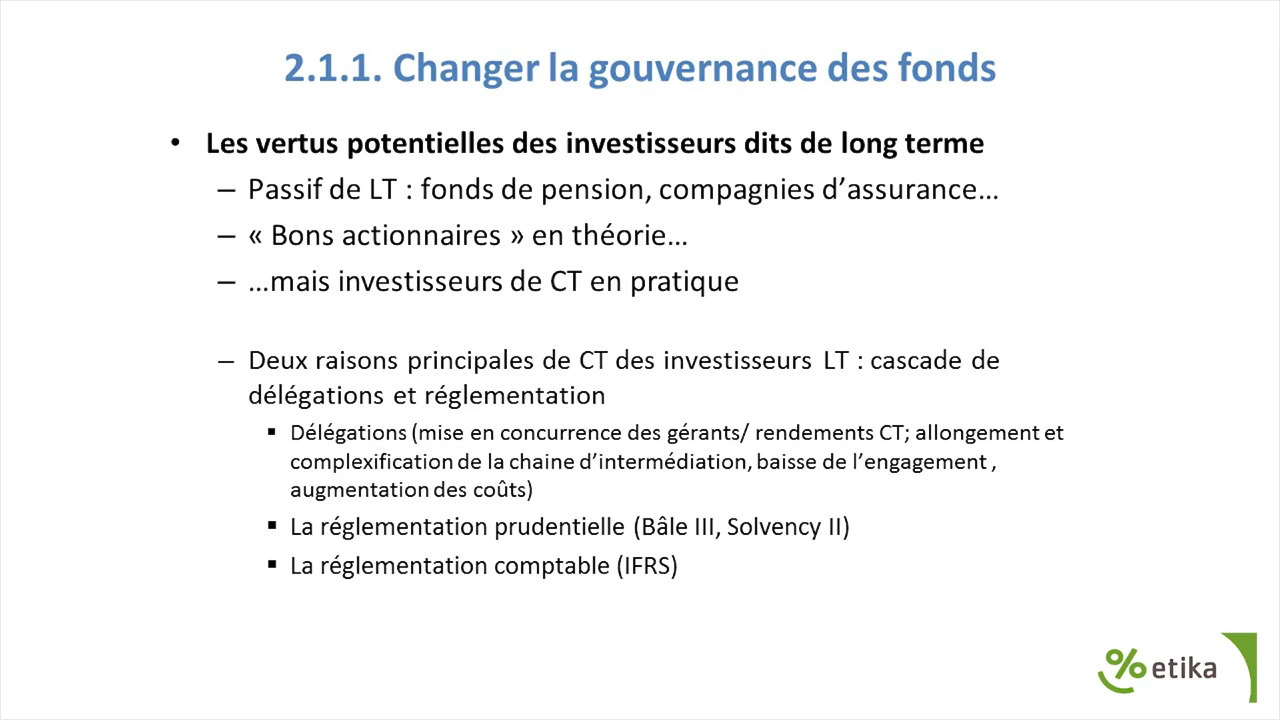 2.1.1. Changer la gouvernance des fonds
• Les vertus potentielles des investisseurs dits de long terme
– Passif de LT : fonds de pension, compagnies d’assurance…
– « Bons actionnaires » en théorie…
– …mais investisseurs de CT en pratique
– Deux raisons principales de CT des investisseurs LT : cascade de
délégations et réglementation
▪ Délégations (mise en concurrence des gérants/ rendements CT; allongement et
complexification de la chaine d’intermédiation, baisse de l’engagement ,
augmentation des coûts)
▪ La réglementation prudentielle (Bâle III, Solvency II)
▪ La réglementation comptable (IFRS)
% etika